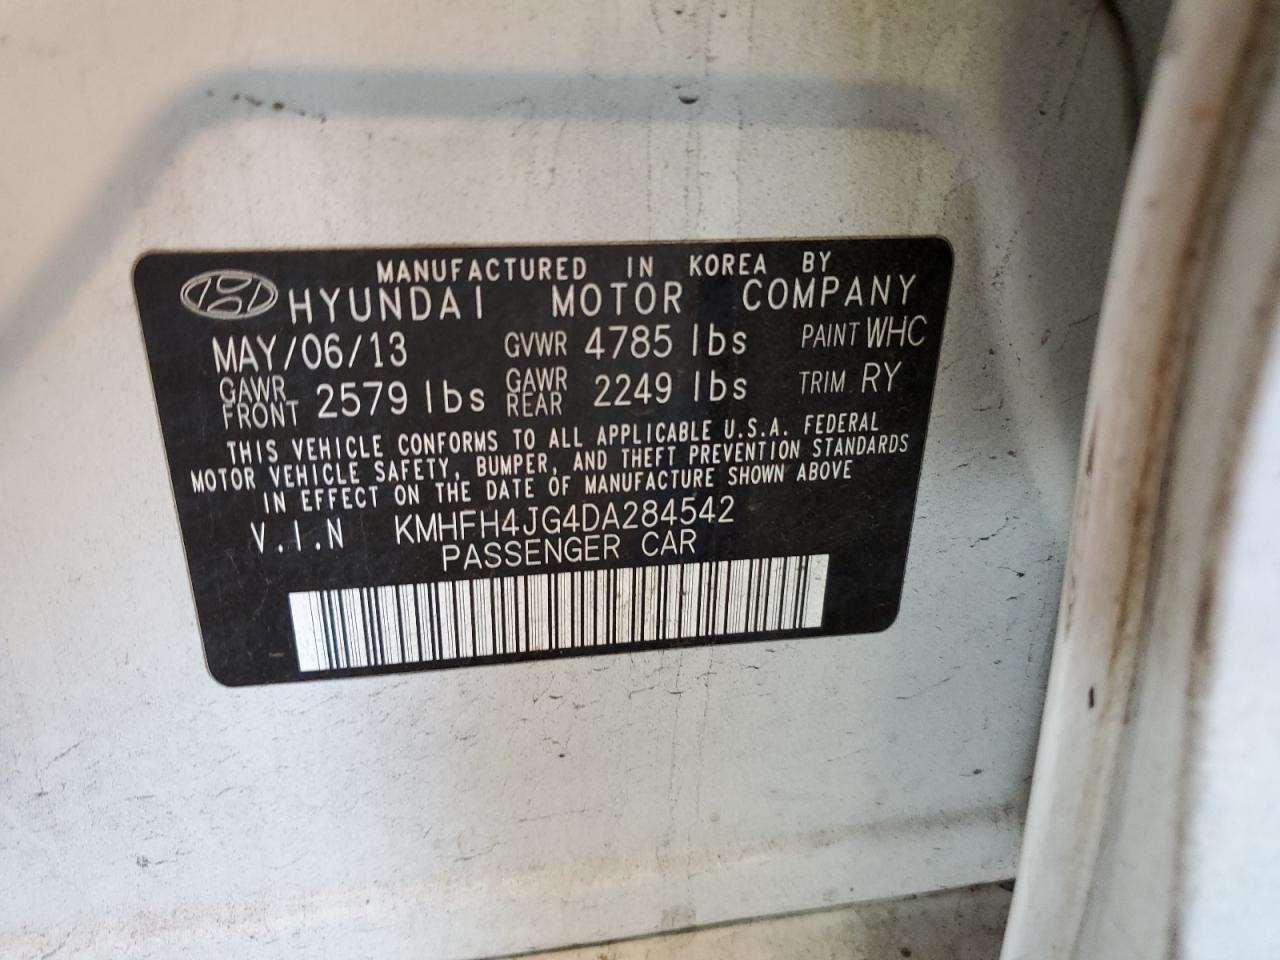 MANUFACTURED IN KOREA BY
HYUNDAI MOTOR COMPANY
MAY/06/13 GVWR 4785 lbs PAINT WHC
GAWR FRONT 2579 lbs GAWR REAR 2249 lbs TRIM RY
THIS VEHICLE CONFORMS TO ALL APPLICABLE U.S.A. FEDERAL
MOTOR VEHICLE SAFETY, BUMPER, AND THEFT PREVENTION STANDARDS
IN EFFECT ON THE DATE OF MANUFACTURE SHOWN ABOVE
V.I.N KMHFH4JG4DA284542
PASSENGER CAR